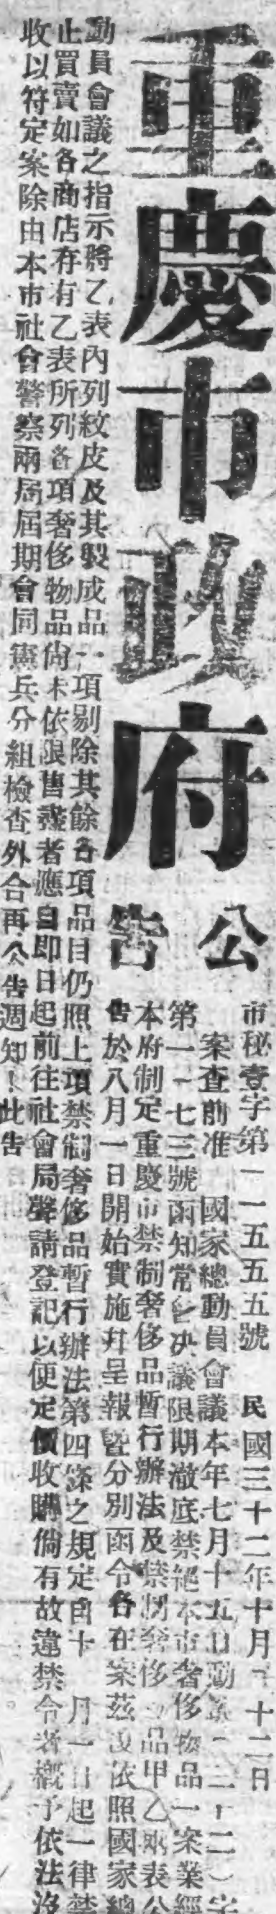 重慶市政府
公告
市秘壹字第一一五五五號 民國三十二年十月二十二日
案查前准 國家總動員會議本年七月十五日動
第一一七三號函知常會決議限期澈底禁絕本市奢侈物品一案業經
本府制定重慶市禁制奢侈品暫行辦法及禁制奢侈品甲乙兩表公
告於八月一日開始實施幷呈報暨分別函令各在案茲依照國家總
動員會議之指示將乙表內列紋皮及其製成品一項剔除其餘各項品目仍照上項禁制奢侈品暫行辦法第四條之規定自十月一日起一律禁
止買賣如各商店存有乙表所列各項奢侈物品尙未依限售盡者應自即日起前往社會局聲請登記以便定價收購倘有故違禁令者槪予依法沒
收以符定案除由本市社會警察兩局屆期會同憲兵分組檢查外合再公告週知!此告